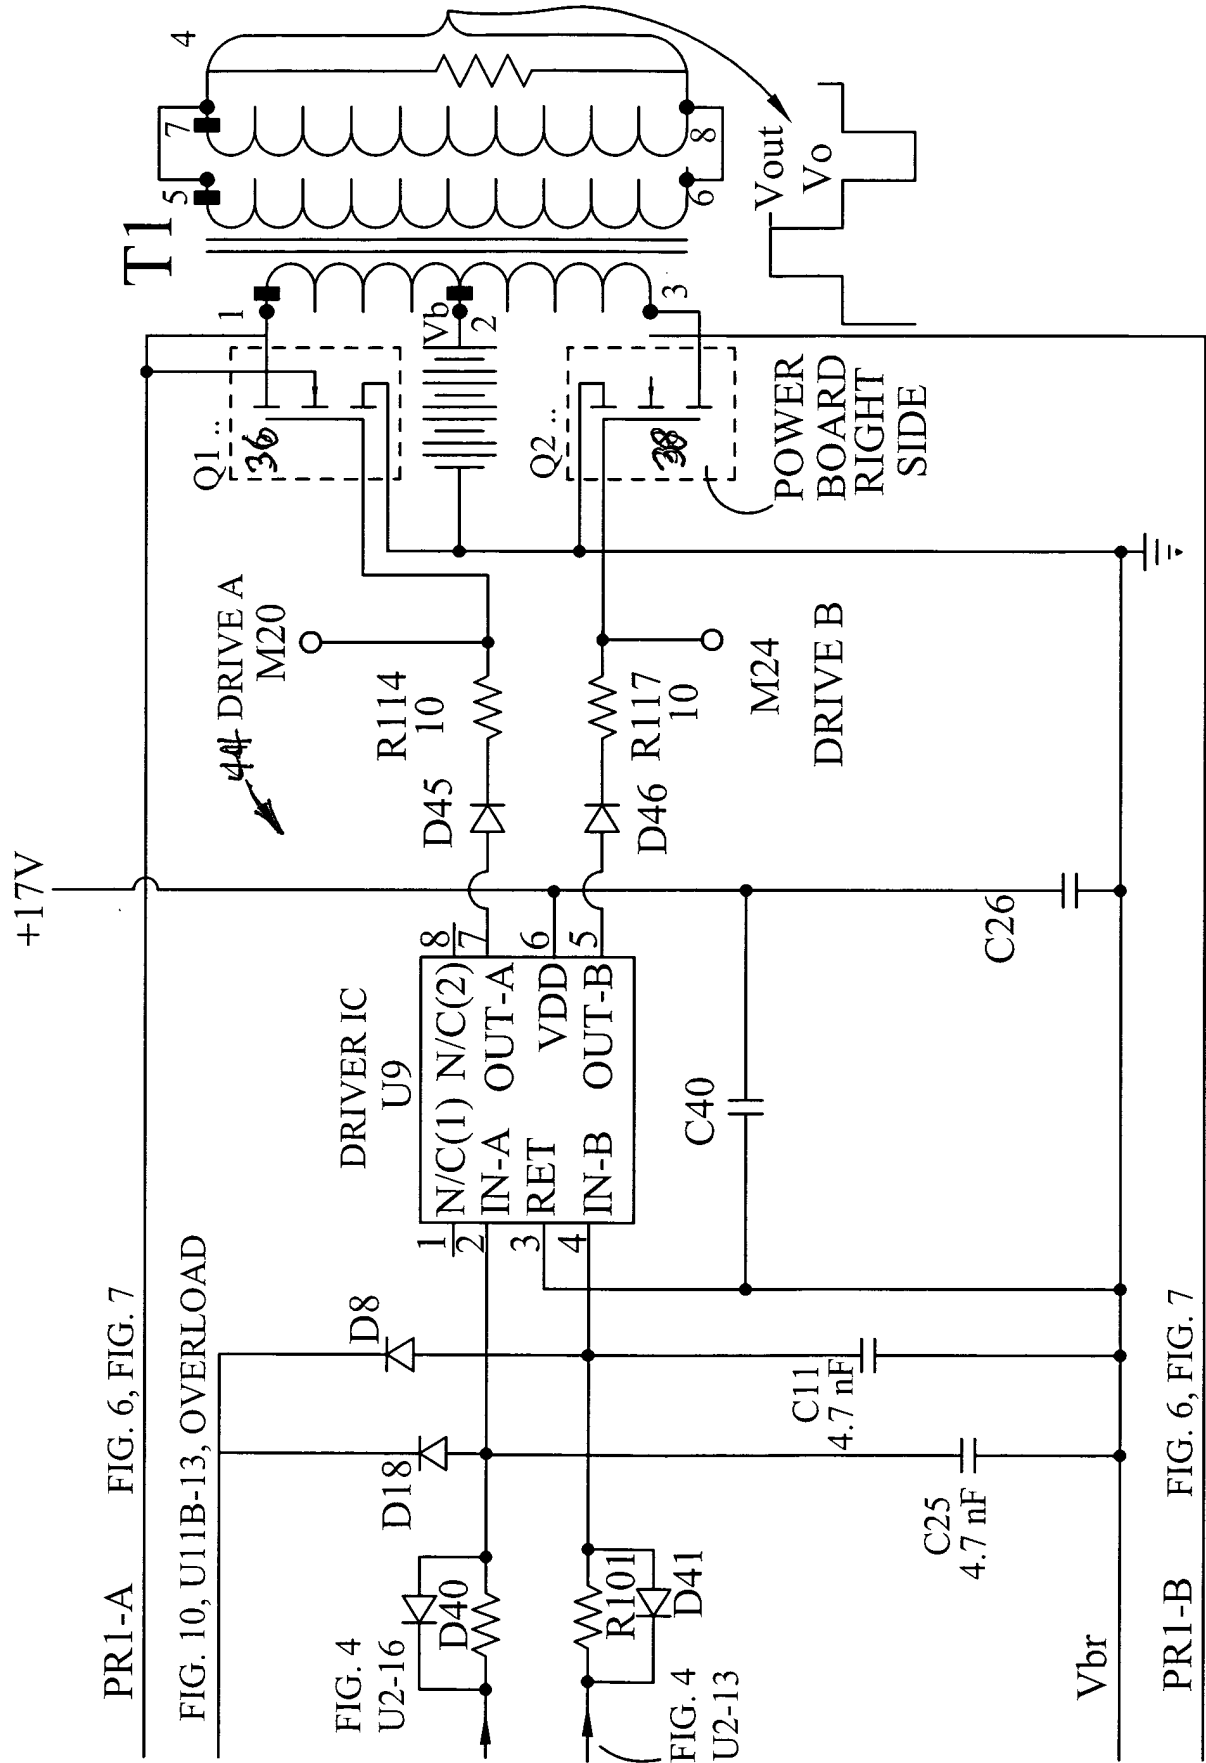 PR1-A FIG. 6, FIG. 7
FIG. 10, U11B-13, OVERLOAD
+17V
44
DRIVE A
M20
T1
Q1 ..
36
Vb
1
2
3
4
5
6
7
8
Vout
Vo
DRIVER IC
U9
1
2
3
4
N/C(1) N/C(2)
IN-A OUT-A
RET VDD
IN-B OUT-B
8
7
6
5
D8
D18
FIG. 4
U2-16
D40
R101
D41
FIG. 4
U2-13
D45
R114
10
D46
R117
10
M24
DRIVE B
Q2 ..
38
POWER
BOARD
RIGHT
SIDE
C40
C26
C11
4.7 nF
C25
4.7 nF
Vbr
PR1-B FIG. 6, FIG. 7